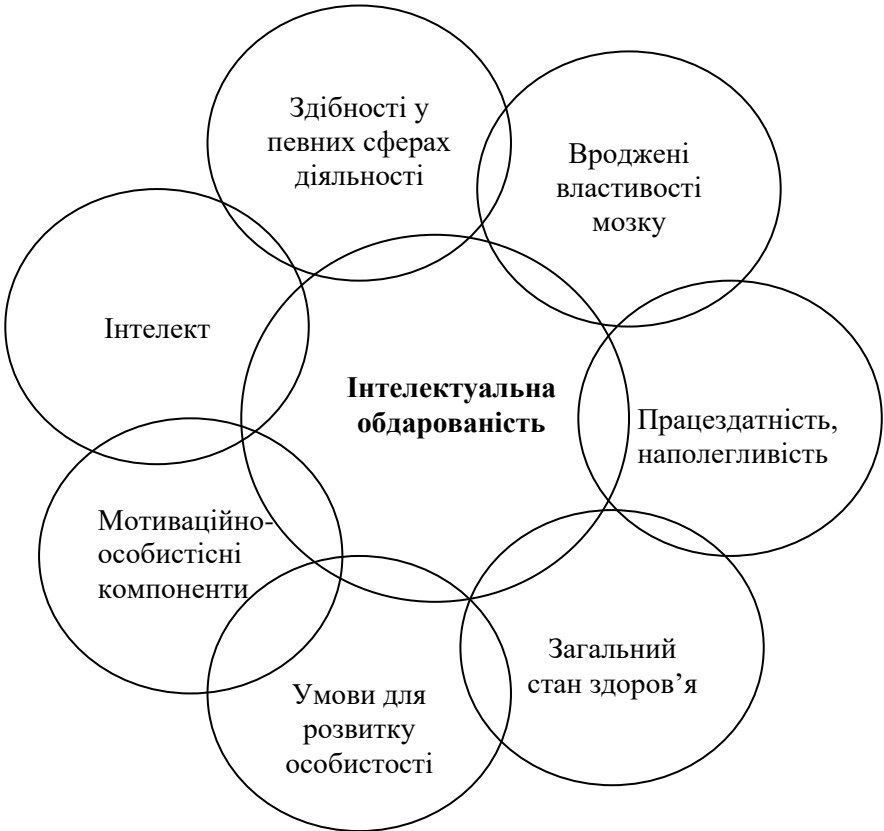 Здібності у
певних сферах
діяльності
Вроджені
властивості
мозку
Інтелект
Інтелектуальна
обдарованість
Працездатність,
наполегливість
Мотиваційно-
особистісні
компоненти
Загальний
стан здоров’я
Умови для
розвитку
особистості